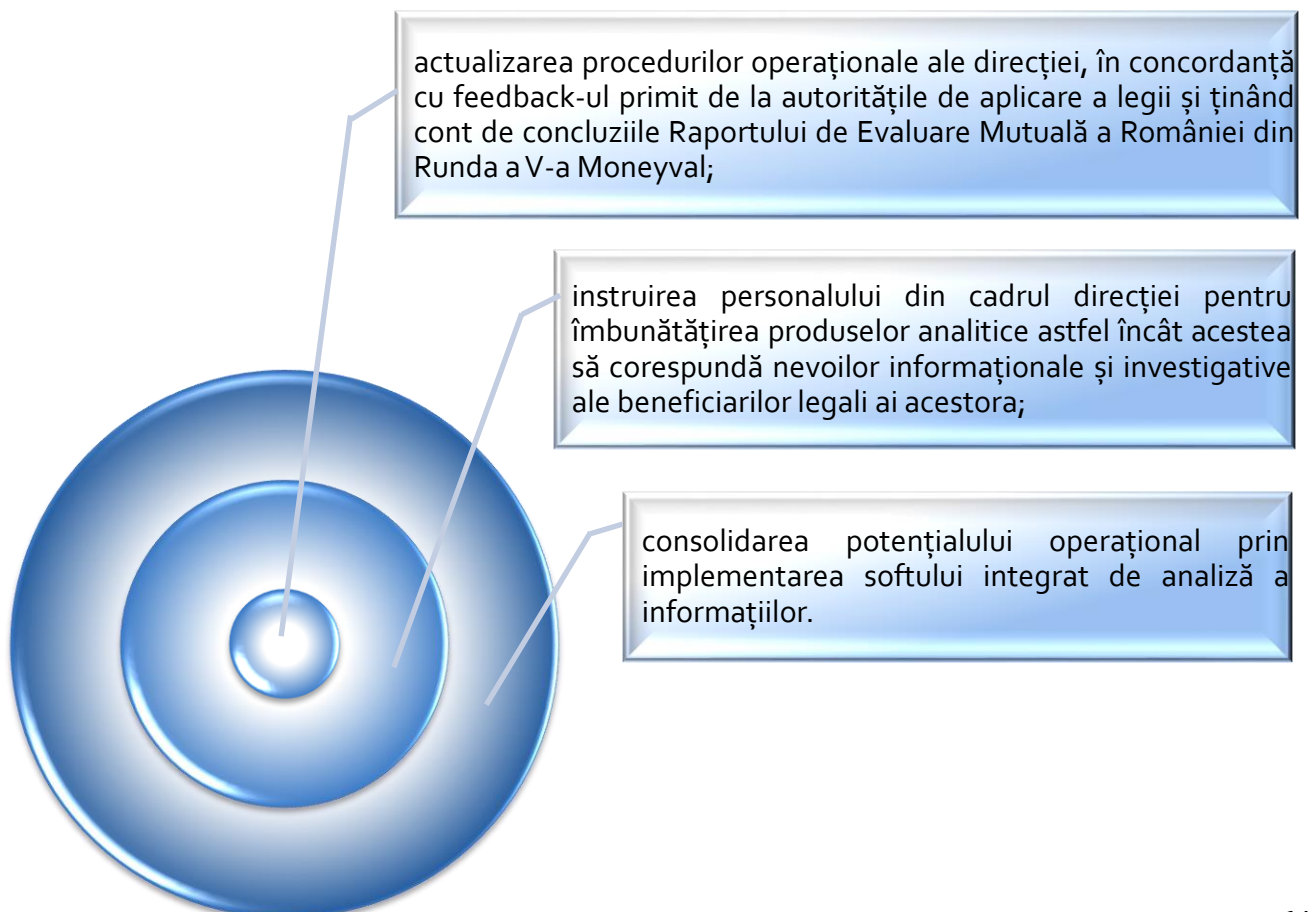 actualizarea procedurilor operaționale ale direcției, în concordanță
cu feedback-ul primit de la autoritățile de aplicare a legii și ținând
cont de concluziile Raportului de Evaluare Mutuală a României din
Runda a V-a Moneyval;
instruirea personalului din cadrul direcției pentru
îmbunătățirea produselor analitice astfel încât acestea
să corespundă nevoilor informaționale și investigative
ale beneficiarilor legali ai acestora;
consolidarea potențialului operațional prin
implementarea softului integrat de analiză a
informațiilor.